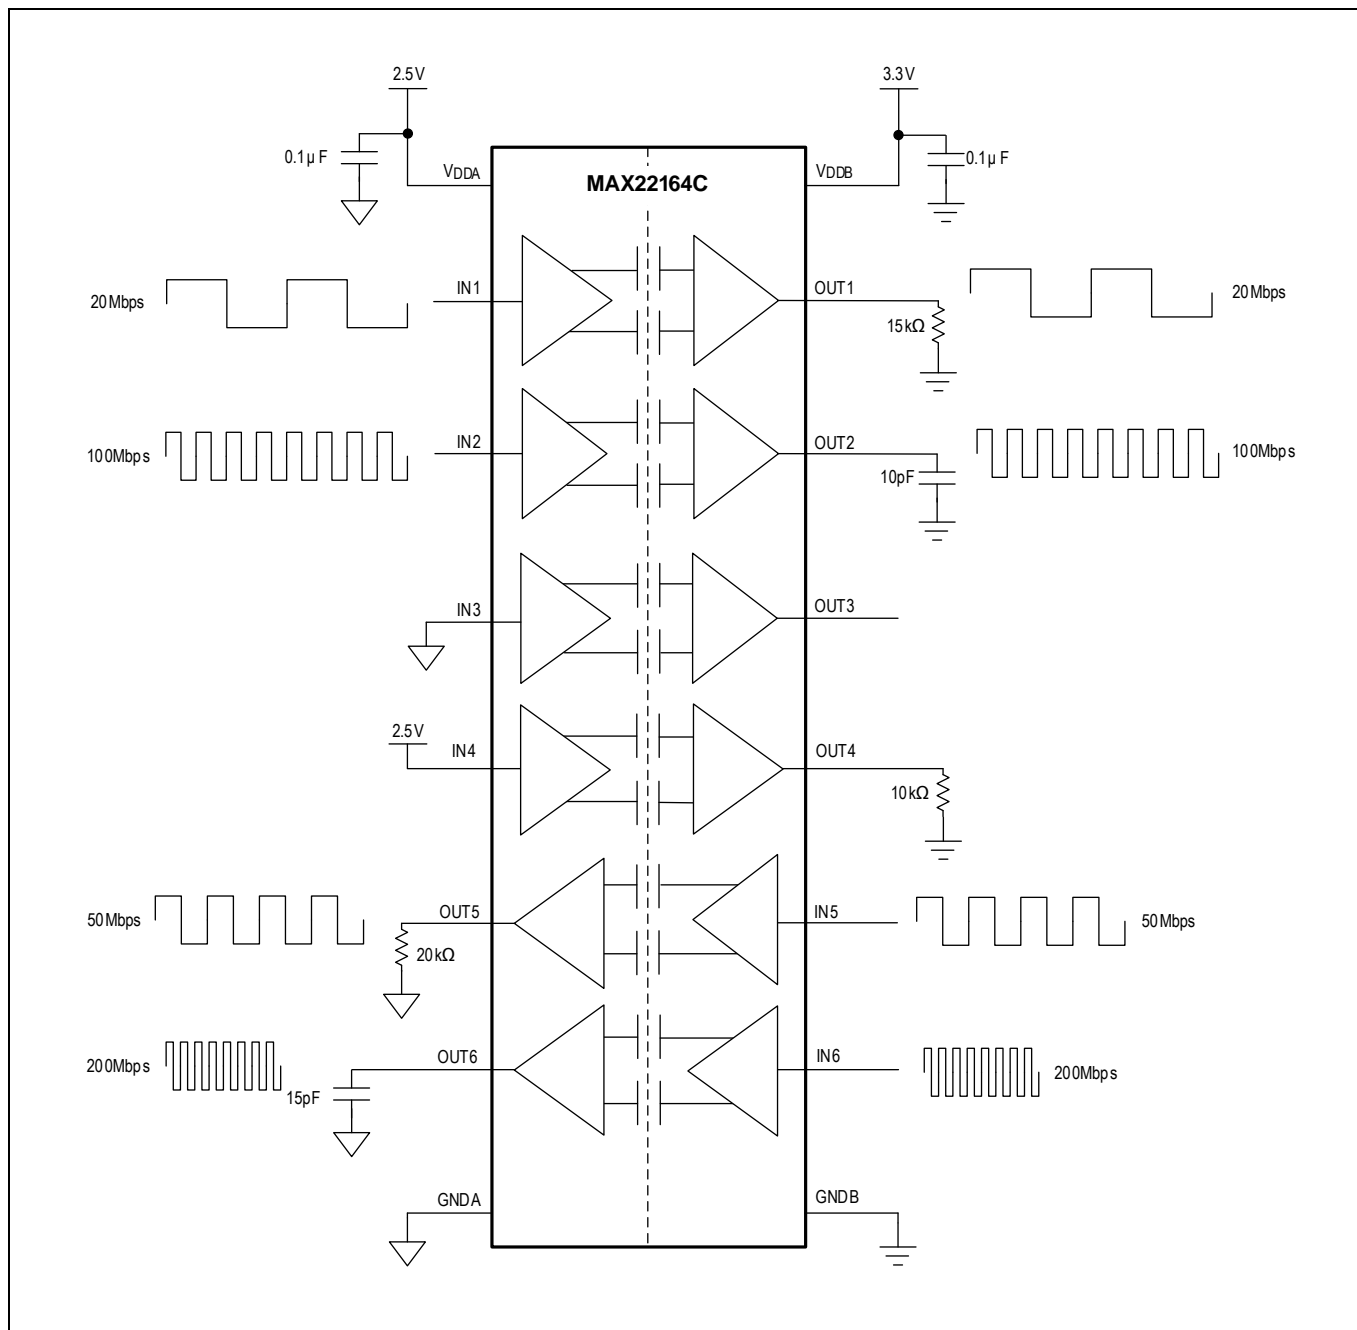 2.5V
3.3V
0.1µF
0.1µF
VDDA
VDDB
MAX22164C
20Mbps
IN1
OUT1
15kΩ
20Mbps
100Mbps
IN2
OUT2
10pF
100Mbps
IN3
OUT3
2.5V
IN4
OUT4
10kΩ
50Mbps
OUT5
20kΩ
IN5
50Mbps
200Mbps
15pF
OUT6
IN6
200Mbps
GNDA
GNDB